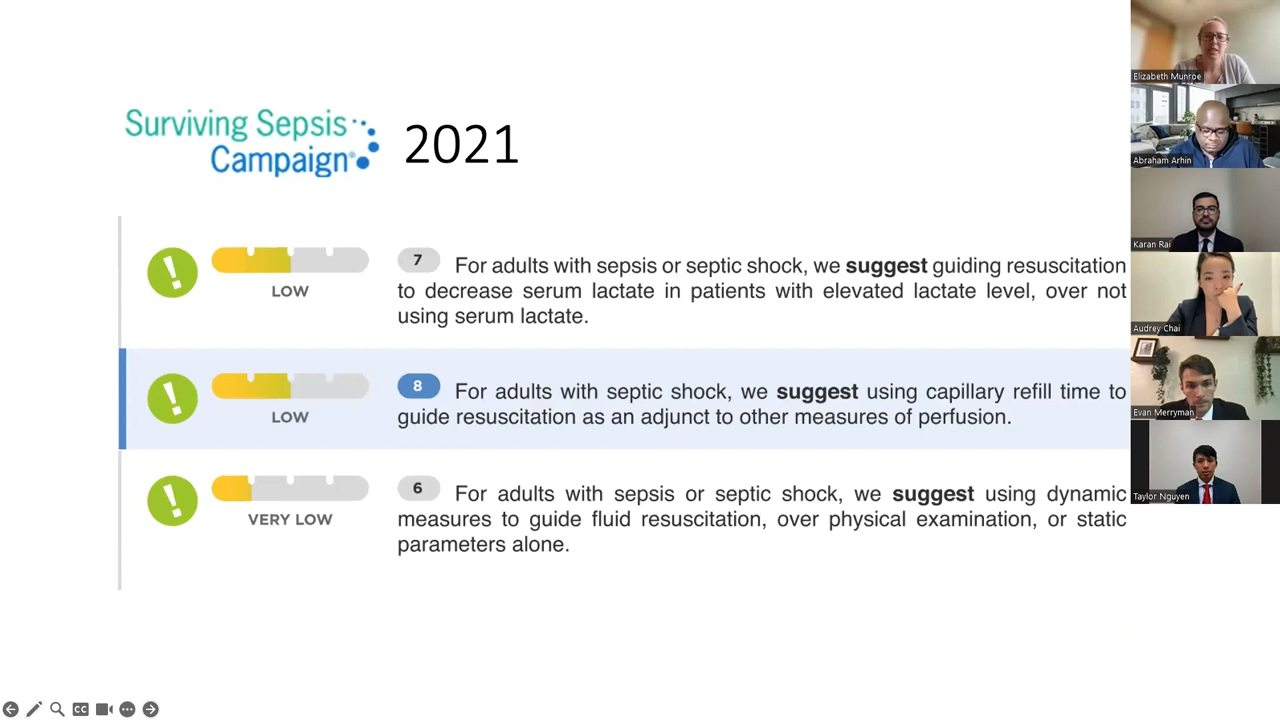 Surviving Sepsis
Campaign®
2021
LOW
7
For adults with sepsis or septic shock, we suggest guiding resuscitation
to decrease serum lactate in patients with elevated lactate level, over not
using serum lactate.
LOW
8
For adults with septic shock, we suggest using capillary refill time to
guide resuscitation as an adjunct to other measures of perfusion.
VERY LOW
6
For adults with sepsis or septic shock, we suggest using dynamic
measures to guide fluid resuscitation, over physical examination, or static
parameters alone.
Elizabeth Munroe
Abraham Arhin
Karan Rai
Audrey Chai
Evan Merryman
Taylor Nguyen
CC